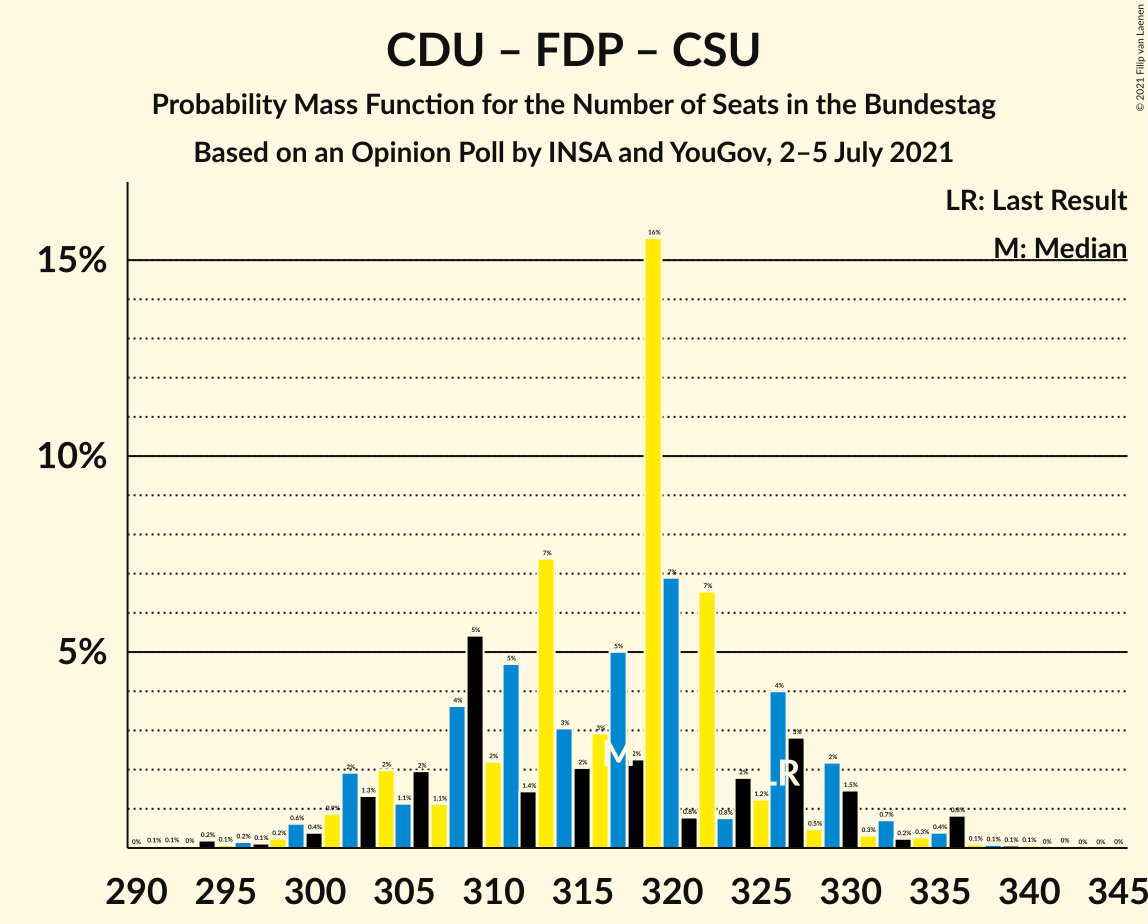 CDU – FDP – CSU
Probability Mass Function for the Number of Seats in the Bundestag
Based on an Opinion Poll by INSA and YouGov, 2–5 July 2021
© 2021 Filip van Laenen
LR: Last Result
M: Median
15%
10%
5%
0% 0.1% 0.1% 0% 0.2% 0.1% 0.2% 0.1% 0.2% 0.6% 0.4% 0.9% 2% 1.3% 2% 1.1% 2% 1.1% 4% 5% 2% 5% 1.4% 7% 3% 2% 3% 5% 2% 16% 7% 0.8% 7% 0.8% 2% 1.2% 4% 3% 0.5% 2% 1.5% 0.3% 0.7% 0.2% 0.3% 0.4% 0.8% 0.1% 0.1% 0.1% 0.1% 0% 0% 0% 0% 0%
M
LR
290 295 300 305 310 315 320 325 330 335 340 345